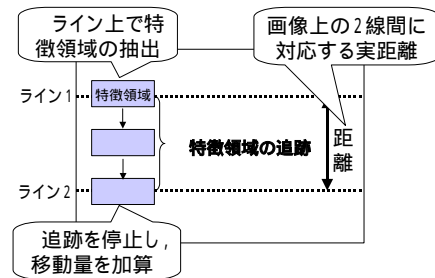 ライン上で特
徴領域の抽出
画像上の2線間に
対応する実距離
ライン1
特徴領域
特徴領域の追跡
距
離
ライン2
追跡を停止し,
移動量を加算